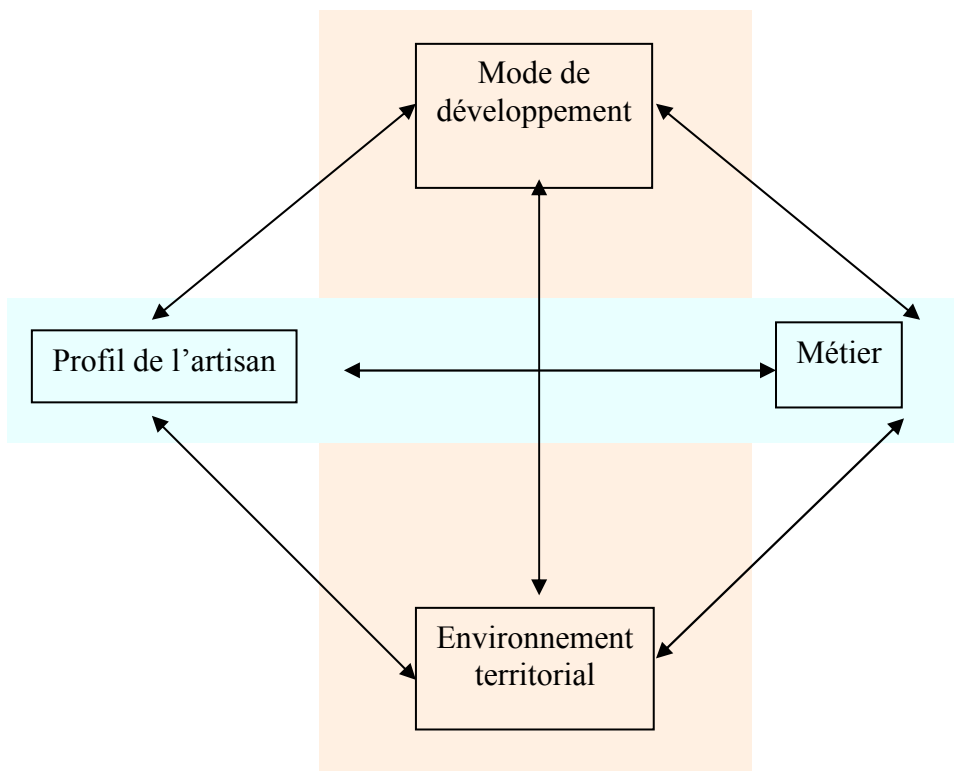 Mode de
développement
Profil de l’artisan
Métier
Environnement
territorial